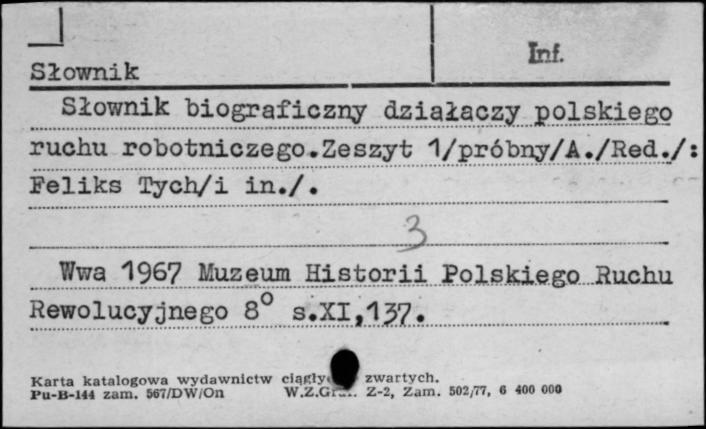 Inf.
Słownik
Słownik biograficzny działaczy polskiego
ruchu robotniczego.Zeszyt 1/próbny/A./Red./:
Feliks Tych/i in./.
3
Wwa 1967 Muzeum Historii Polskiego Ruchu
Rewolucyjnego 8° s.XI,137.
Karta katalogowa wydawnictw zwartych.
Pu-B-144 zam. 567/DW/On W.Z.Graf. Z-2, Zam. 502/77, 6 400 000